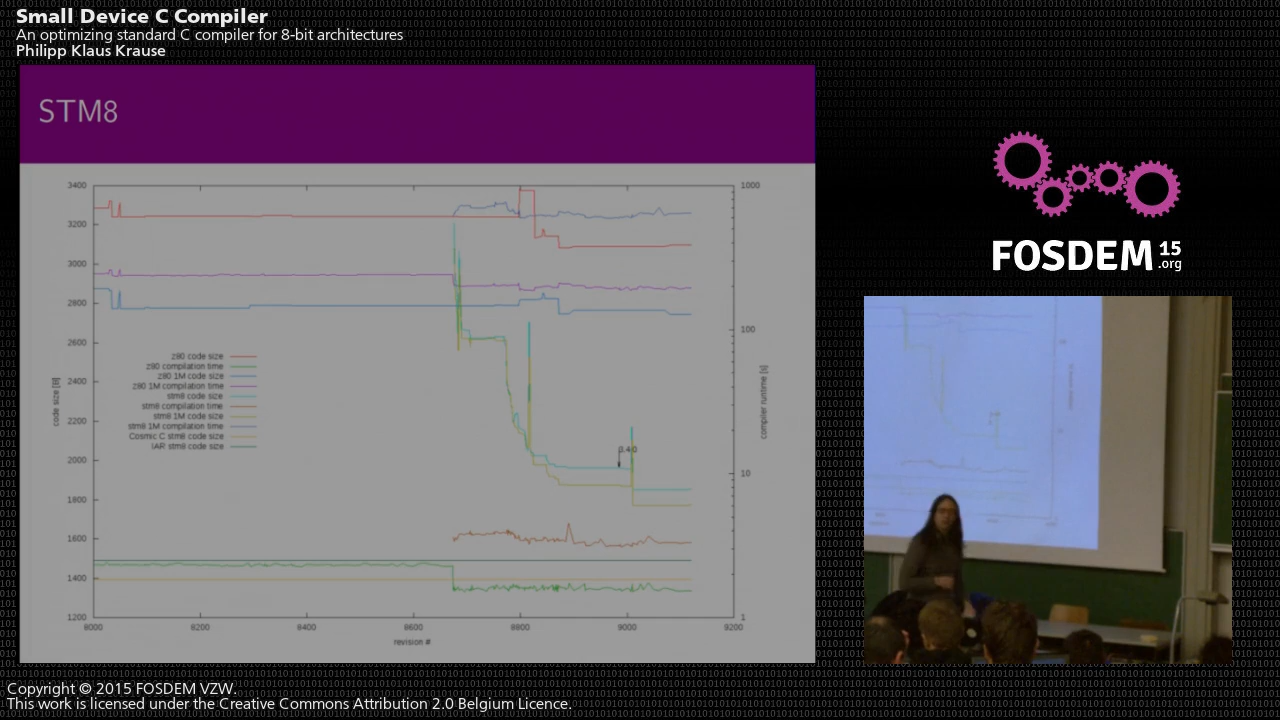 Small Device C Compiler
An optimizing standard C compiler for 8-bit architectures
Philipp Klaus Krause
STM8
3400
3200
3000
2800
2600
2400
2200
2000
1800
1600
1400
1200
code size [B]
z80 code size
z80 compilation time
z80 1M code size
z80 1M compilation time
stm8 code size
stm8 compilation time
stm8 1M code size
stm8 1M compilation time
Cosmic C stm8 code size
IAR stm8 code size
3.4.0
1000
100
10
1
compiler runtime [s]
8000 8200 8400 8600 8800 9000 9200
revision #
FOSDEM 15
.org
Copyright © 2015 FOSDEM VZW.
This work is licensed under the Creative Commons Attribution 2.0 Belgium Licence.